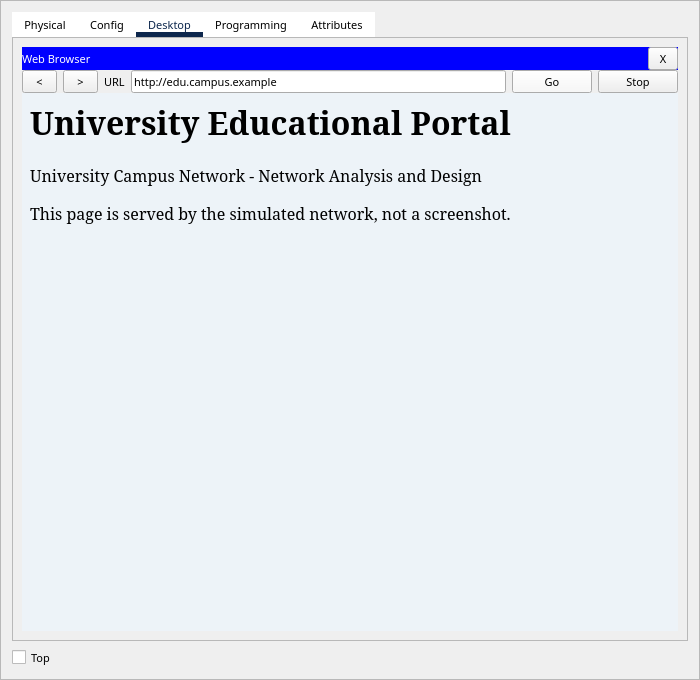 Physical Config Desktop Programming Attributes
Web Browser X
< > URL http://edu.campus.example Go Stop
University Educational Portal
University Campus Network - Network Analysis and Design
This page is served by the simulated network, not a screenshot.
Top